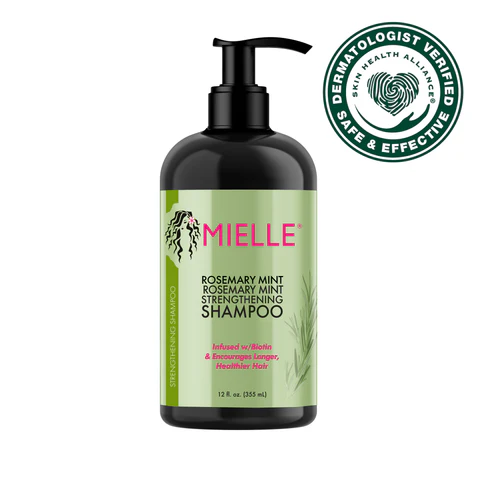 DERMATOLOGIST VERIFIED
SKIN HEALTH ALLIANCE®
SAFE & EFFECTIVE
MIELLE®
ROSEMARY MINT
ROSEMARY MINT
STRENGTHENING
SHAMPOO
Infused w/Biotin
& Encourages Lunger,
Healthier Hair
12 fl. oz. (355 mL)
STRENGTHENING SHAMPOO